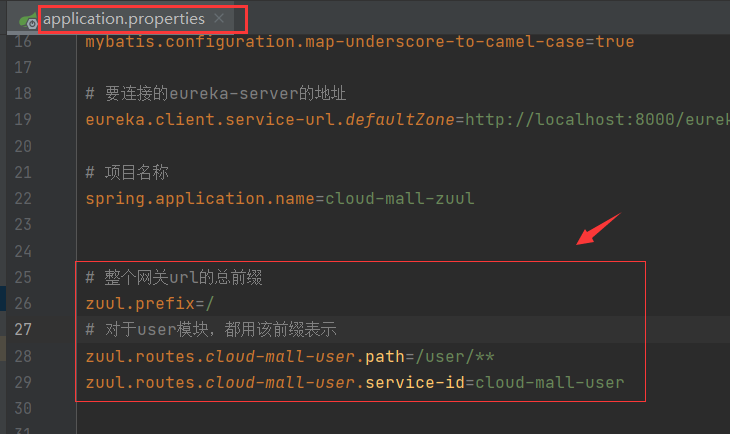 application.properties
16 mybatis.configuration.map-underscore-to-camel-case=true
17
18 # 要连接的eureka-server的地址
19 eureka.client.service-url.defaultZone=http://localhost:8000/eurek
20
21 # 项目名称
22 spring.application.name=cloud-mall-zuul
23
24
25 # 整个网关url的总前缀
26 zuul.prefix=/
27 # 对于user模块，都用该前缀表示
28 zuul.routes.cloud-mall-user.path=/user/**
29 zuul.routes.cloud-mall-user.service-id=cloud-mall-user
30
31